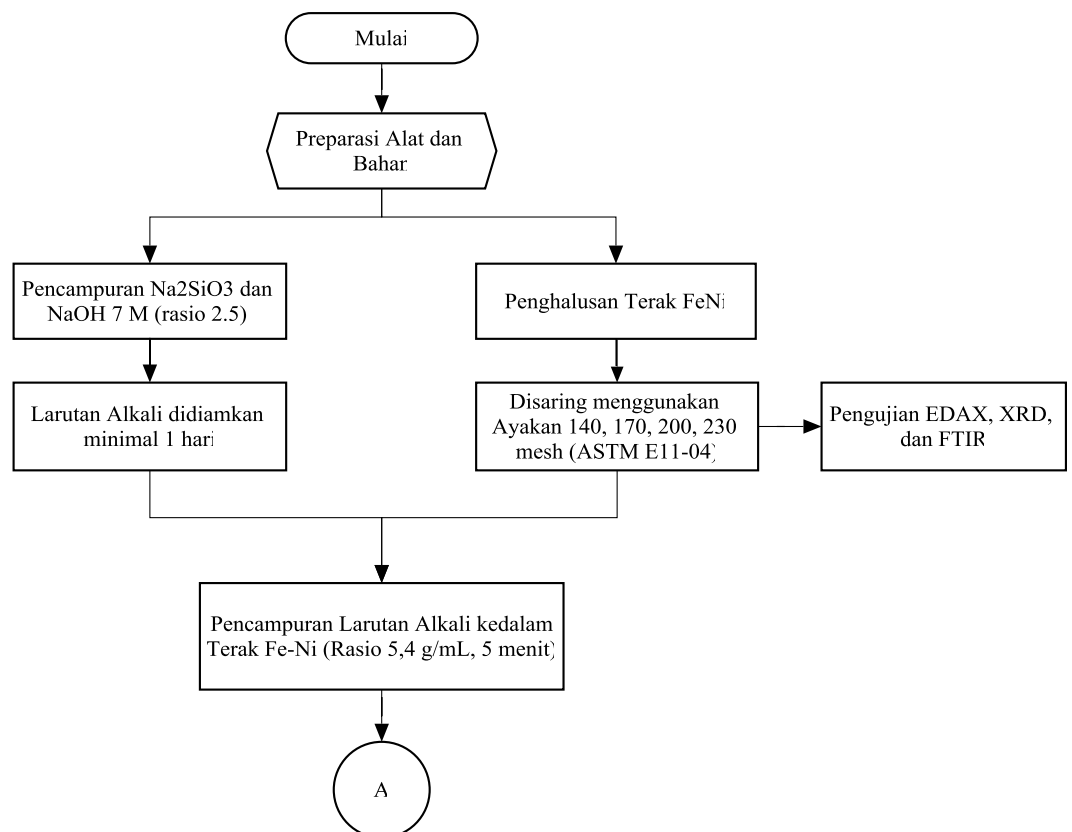 Mulai
Preparasi Alat dan
Bahan
Pencampuran Na2SiO3 dan
NaOH 7 M (rasio 2.5)
Penghalusan Terak FeNi
Larutan Alkali didiamkan
minimal 1 hari
Disaring menggunakan
Ayakan 140, 170, 200, 230
mesh (ASTM E11-04)
Pengujian EDAX, XRD,
dan FTIR
Pencampuran Larutan Alkali kedalam
Terak Fe-Ni (Rasio 5,4 g/mL, 5 menit)
A